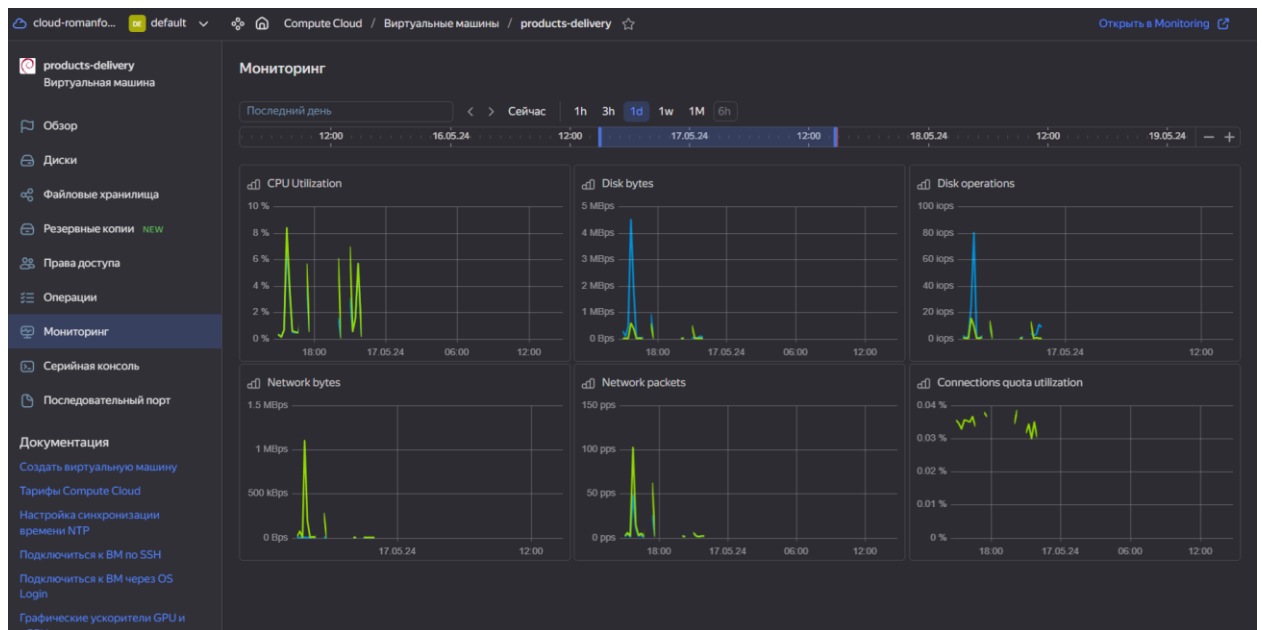 cloud-romanfo... DE default Compute Cloud / Виртуальные машины / products-delivery Открыть в Monitoring
products-delivery
Виртуальная машина
Обзор
Диски
Файловые хранилища
Резервные копии NEW
Права доступа
Операции
Мониторинг
Серийная консоль
Последовательный порт
Документация
Создать виртуальную машину
Тарифы Compute Cloud
Настройка синхронизации
времени NTP
Подключиться к ВМ по SSH
Подключиться к ВМ через OS
Login
Графические ускорители GPU и
Мониторинг
Последний день < > Сейчас 1h 3h 1d 1w 1M 6h
12:00 16.05.24 12:00 17.05.24 12:00 18.05.24 12:00 19.05.24 − +
CPU Utilization
10 %
8 %
6 %
4 %
2 %
0 %
18:00 17.05.24 06:00 12:00
Disk bytes
5 MBps
4 MBps
3 MBps
2 MBps
1 MBps
0 Bps
18:00 17.05.24 06:00 12:00
Disk operations
100 iops
80 iops
60 iops
40 iops
20 iops
0 iops
17.05.24 12:00
Network bytes
1.5 MBps
1 MBps
500 kBps
0 Bps
17.05.24 12:00
Network packets
150 pps
100 pps
50 pps
0 pps
18:00 17.05.24 06:00 12:00
Connections quota utilization
0.04 %
0.03 %
0.02 %
0.01 %
0 %
18:00 17.05.24 06:00 12:00